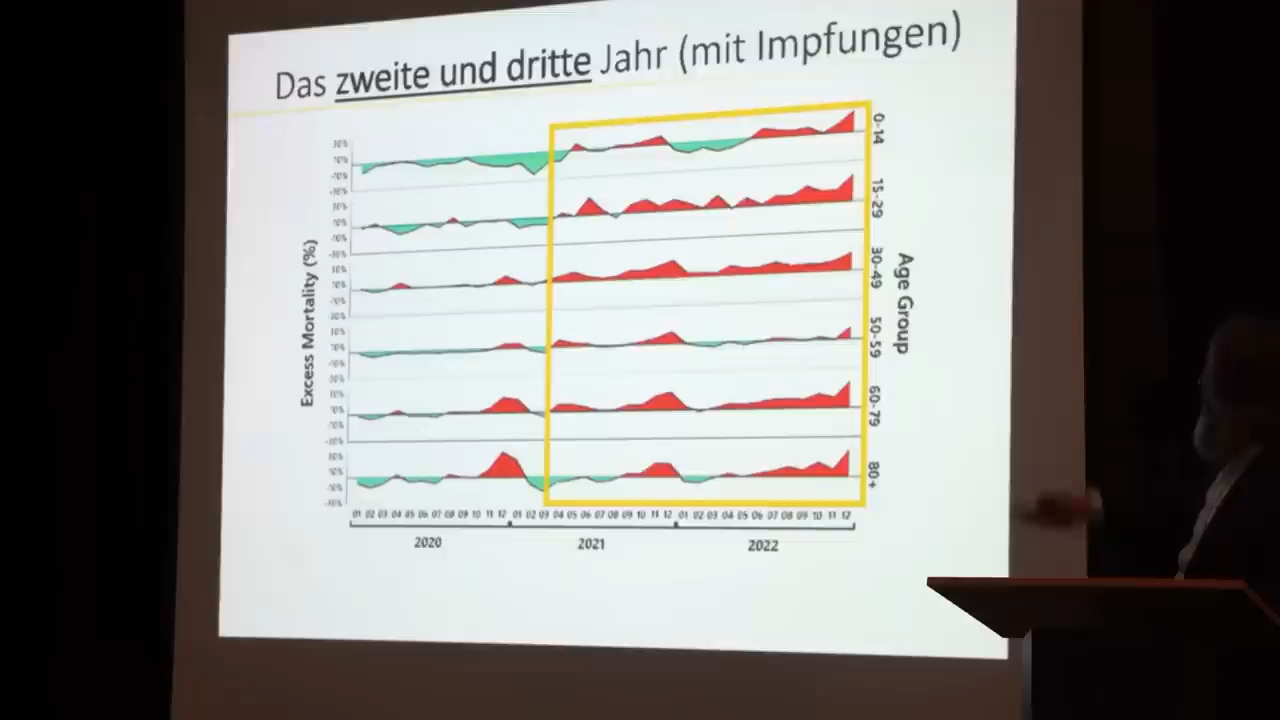 Das zweite und dritte Jahr (mit Impfungen)
Excess Mortality (%)
Age Group
0-14
15-29
30-49
50-59
60-79
80+
01 02 03 04 05 06 07 08 09 10 11 12 01 02 03 04 05 06 07 08 09 10 11 12 01 02 03 04 05 06 07 08 09 10 11 12
2020 2021 2022